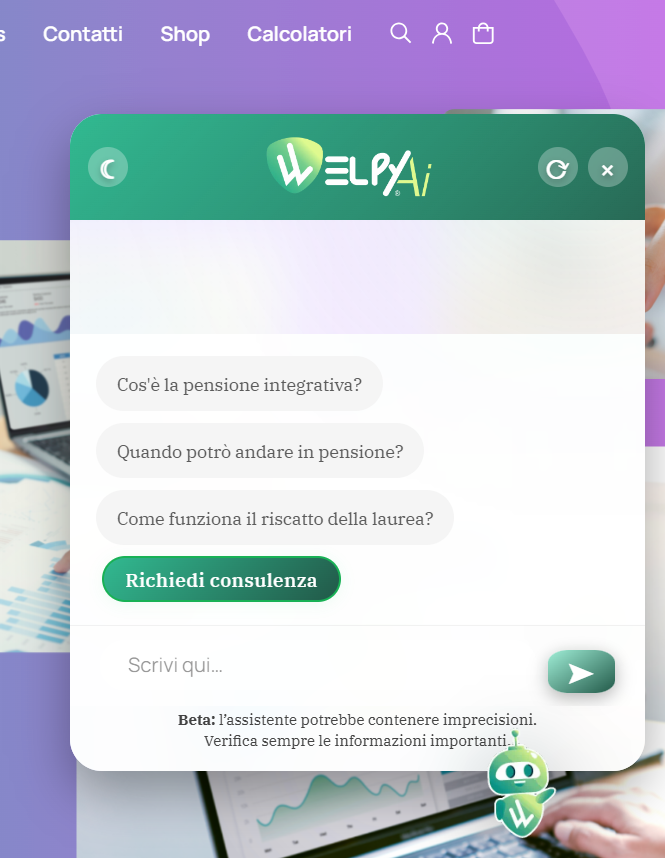 s Contatti Shop Calcolatori
WELPY Ai
®
Cos'è la pensione integrativa?
Quando potrò andare in pensione?
Come funziona il riscatto della laurea?
Richiedi consulenza
Scrivi qui...
Beta: l’assistente potrebbe contenere imprecisioni.
Verifica sempre le informazioni importanti.
W